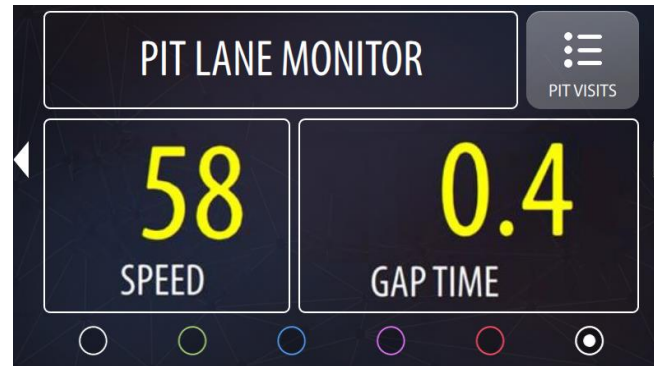 PIT LANE MONITOR
PIT VISITS
58
SPEED
0.4
GAP TIME